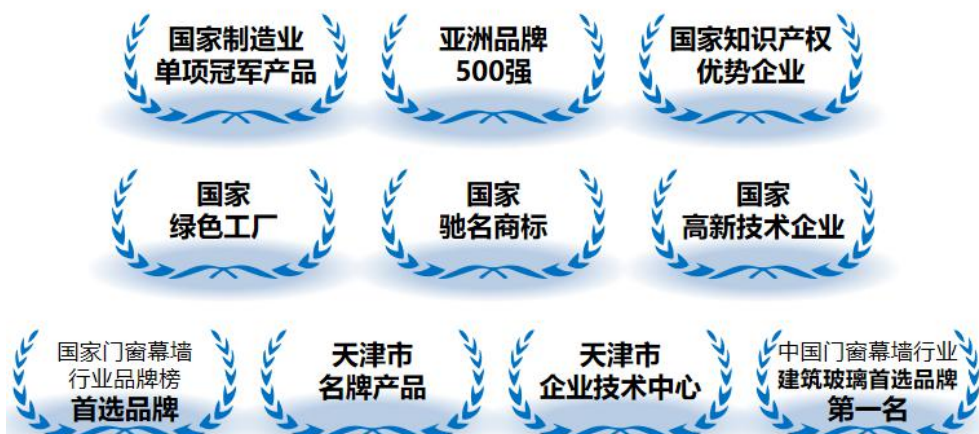 国家制造业
单项冠军产品
亚洲品牌
500强
国家知识产权
优势企业
国家
绿色工厂
国家
驰名商标
国家
高新技术企业
国家门窗幕墙
行业品牌榜
首选品牌
天津市
名牌产品
天津市
企业技术中心
中国门窗幕墙行业
建筑玻璃首选品牌
第一名